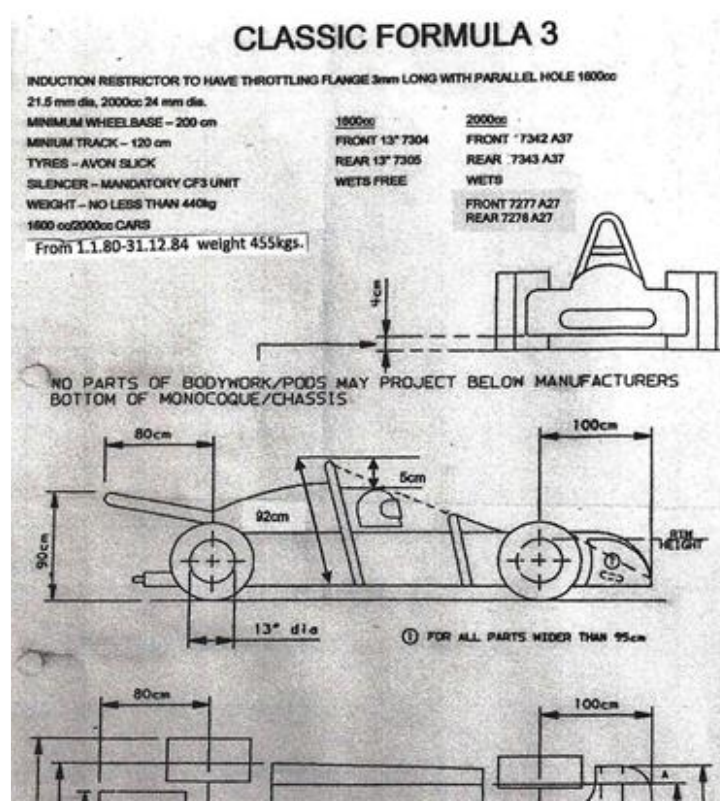 CLASSIC FORMULA 3
INDUCTION RESTRICTOR TO HAVE THROTTLING FLANGE 3mm LONG WITH PARALLEL HOLE 1600cc
21.5 mm dia, 2000cc 24 mm dia.
MINIMUM WHEELBASE – 200 cm
MINIUM TRACK – 120 cm
TYRES – AVON SLICK
SILENCER – MANDATORY CF3 UNIT
WEIGHT – NO LESS THAN 440kg
1600 cc/2000cc CARS
From 1.1.80-31.12.84 weight 455kgs.
1600cc
FRONT 13" 7304
REAR 13" 7305
WETS FREE
2000cc
FRONT 7342 A37
REAR 7343 A37
WETS
FRONT 7277 A27
REAR 7278 A27
4cm
NO PARTS OF BODYWORK/PODS MAY PROJECT BELOW MANUFACTURERS
BOTTOM OF MONOCOQUE/CHASSIS
80cm
100cm
5cm
92cm
90cm
RIM
HEIGHT
1
13" dia
1 FOR ALL PARTS WIDER THAN 95cm
80cm
100cm
A